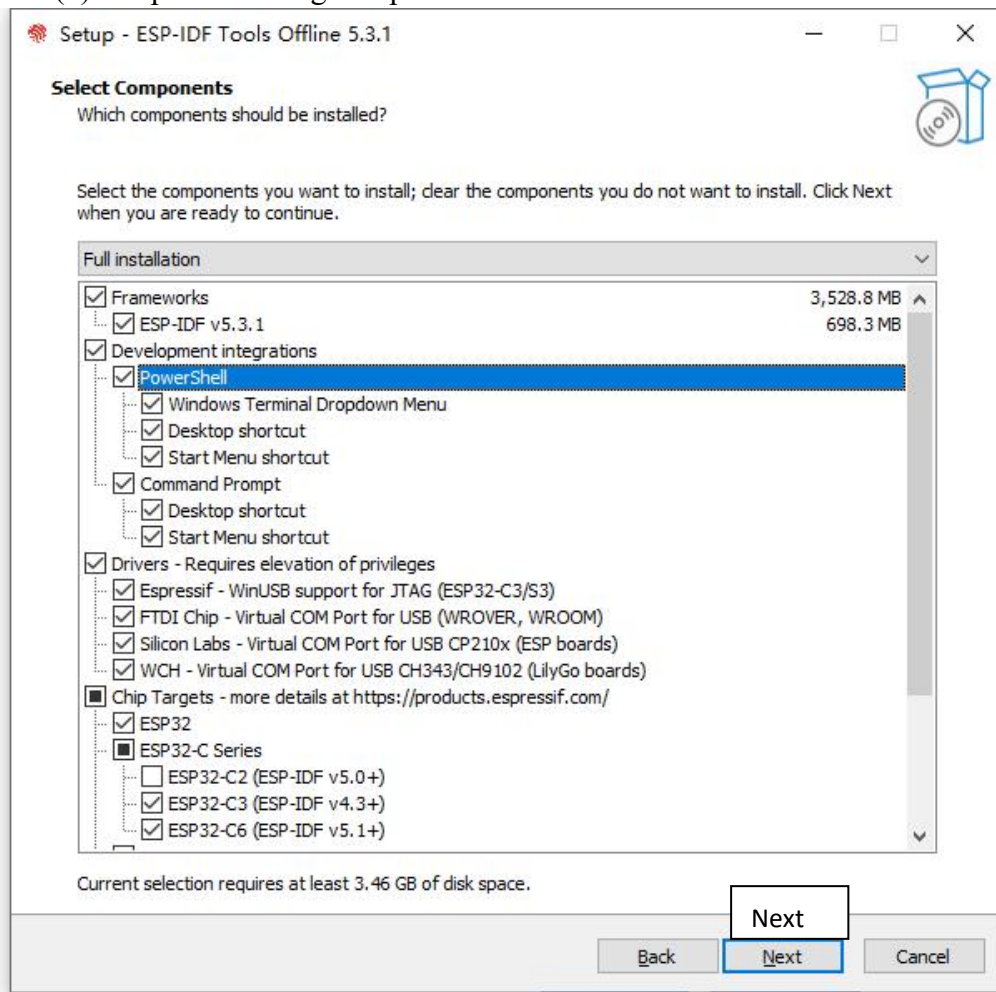 Setup - ESP-IDF Tools Offline 5.3.1
Select Components
Which components should be installed?
Select the components you want to install; clear the components you do not want to install. Click Next
when you are ready to continue.
Full installation
Frameworks 3,528.8 MB
ESP-IDF v5.3.1 698.3 MB
Development integrations
PowerShell
Windows Terminal Dropdown Menu
Desktop shortcut
Start Menu shortcut
Command Prompt
Desktop shortcut
Start Menu shortcut
Drivers - Requires elevation of privileges
Espressif - WinUSB support for JTAG (ESP32-C3/S3)
FTDI Chip - Virtual COM Port for USB (WROVER, WROOM)
Silicon Labs - Virtual COM Port for USB CP210x (ESP boards)
WCH - Virtual COM Port for USB CH343/CH9102 (LilyGo boards)
Chip Targets - more details at https://products.espressif.com/
ESP32
ESP32-C Series
ESP32-C2 (ESP-IDF v5.0+)
ESP32-C3 (ESP-IDF v4.3+)
ESP32-C6 (ESP-IDF v5.1+)
Current selection requires at least 3.46 GB of disk space.
Next
Back Next Cancel